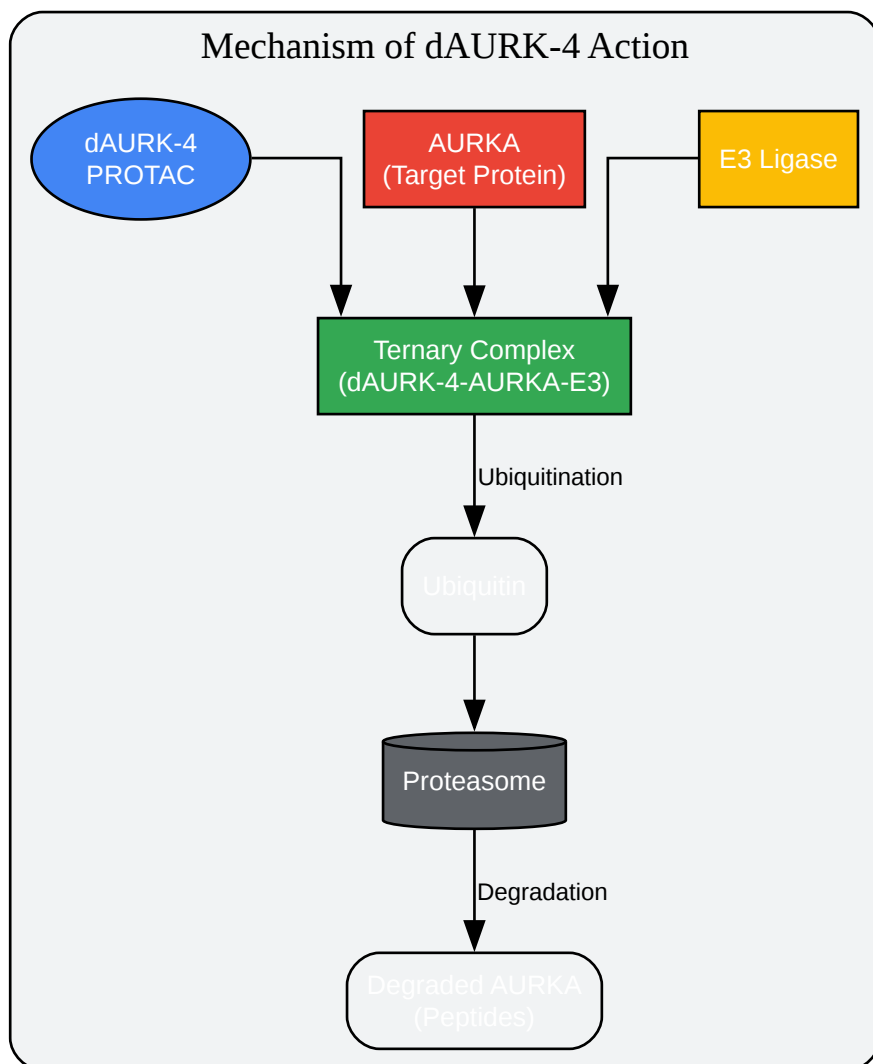 Mechanism of dAURK-4 Action
dAURK-4
PROTAC
AURKA
(Target Protein)
E3 Ligase
Ternary Complex
(dAURK-4-AURKA-E3)
Ubiquitination
Ubiquitin
Proteasome
Degradation
Degraded AURKA
(Peptides)